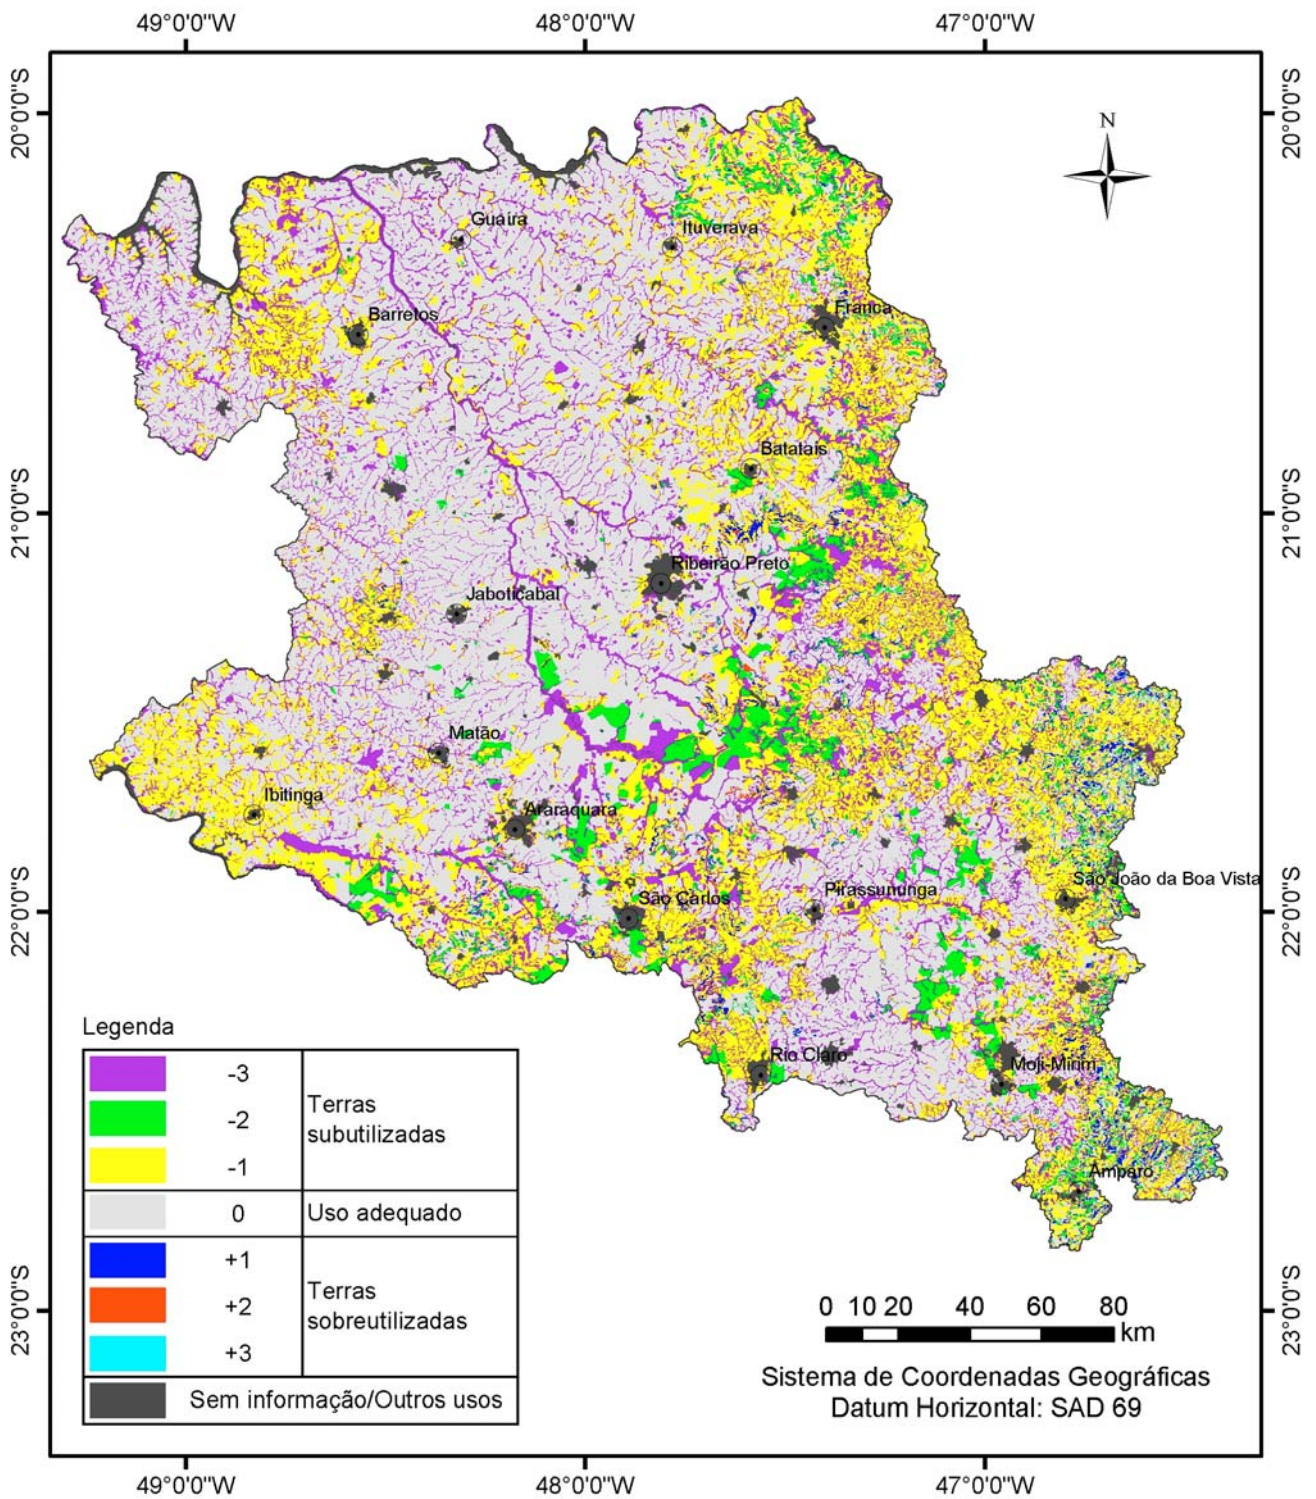 49°0'0"W 48°0'0"W 47°0'0"W
20°0'0"S
20°0'0"S
N
Guaíra
Ituverava
Barretos
Franca
Batatais
21°0'0"S
21°0'0"S
Ribeirão Preto
Jaboticabal
Matão
Ibitinga
Araraquara
São João da Boa Vista
Pirassununga
São Carlos
22°0'0"S
22°0'0"S
Rio Claro
Moji-Mirim
Amparo
Legenda
-3
-2
-1
Terras
subutilizadas
0 Uso adequado
+1
+2
+3
Terras
sobreutilizadas
Sem informação/Outros usos
23°0'0"S
23°0'0"S
0 10 20 40 60 80
km
Sistema de Coordenadas Geográficas
Datum Horizontal: SAD 69
49°0'0"W 48°0'0"W 47°0'0"W